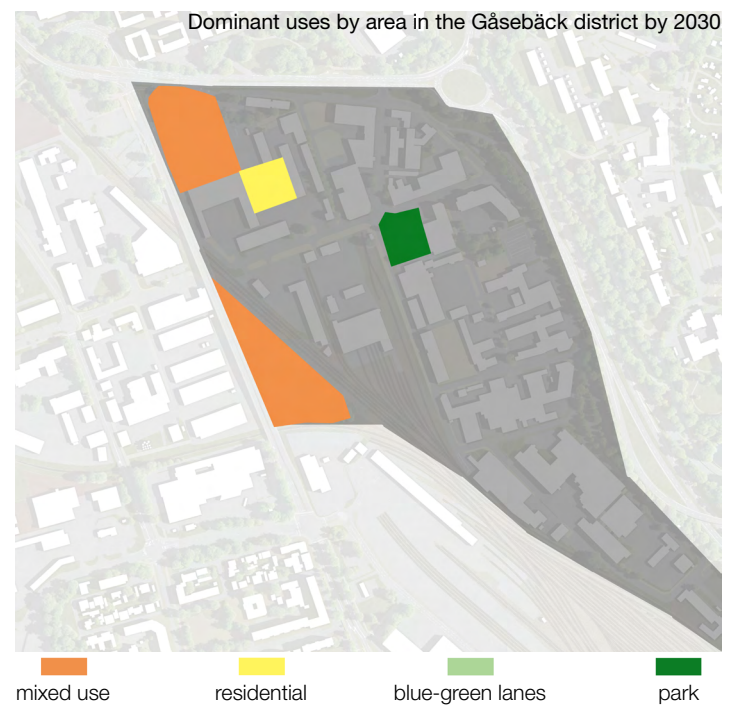 Dominant uses by area in the Gåsebäck district by 2030
mixed use
residential
blue-green lanes
park